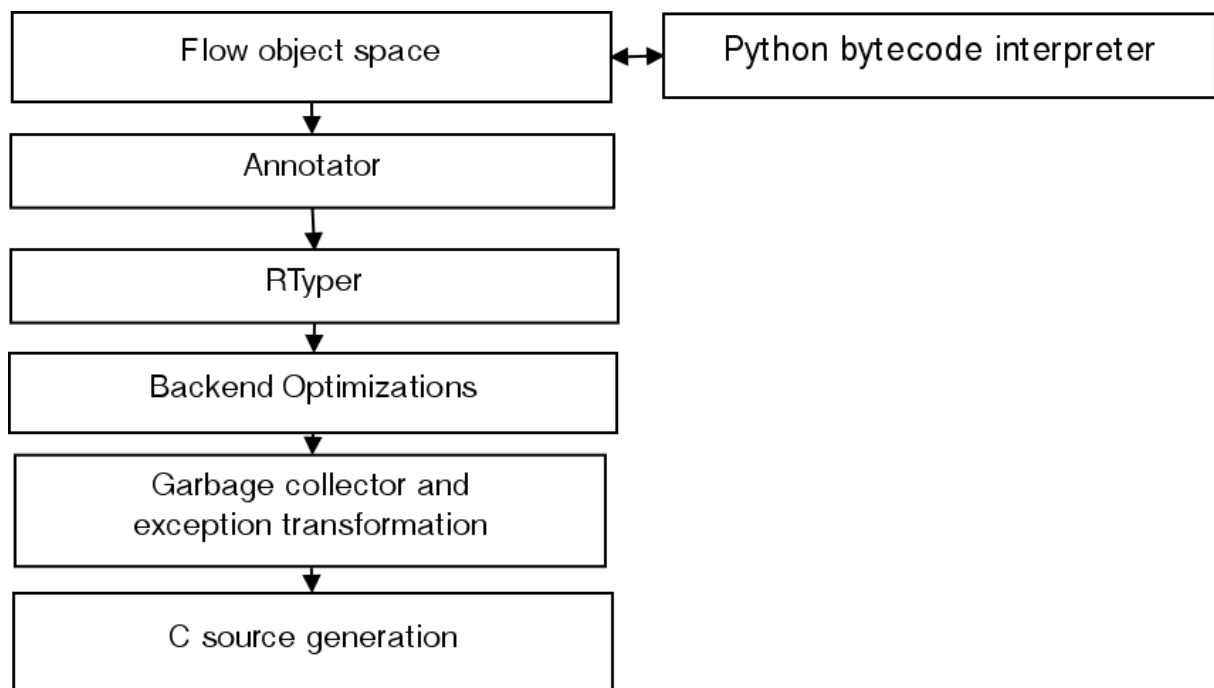 Flow object space
Python bytecode interpreter
Annotator
RTyper
Backend Optimizations
Garbage collector and
exception transformation
C source generation